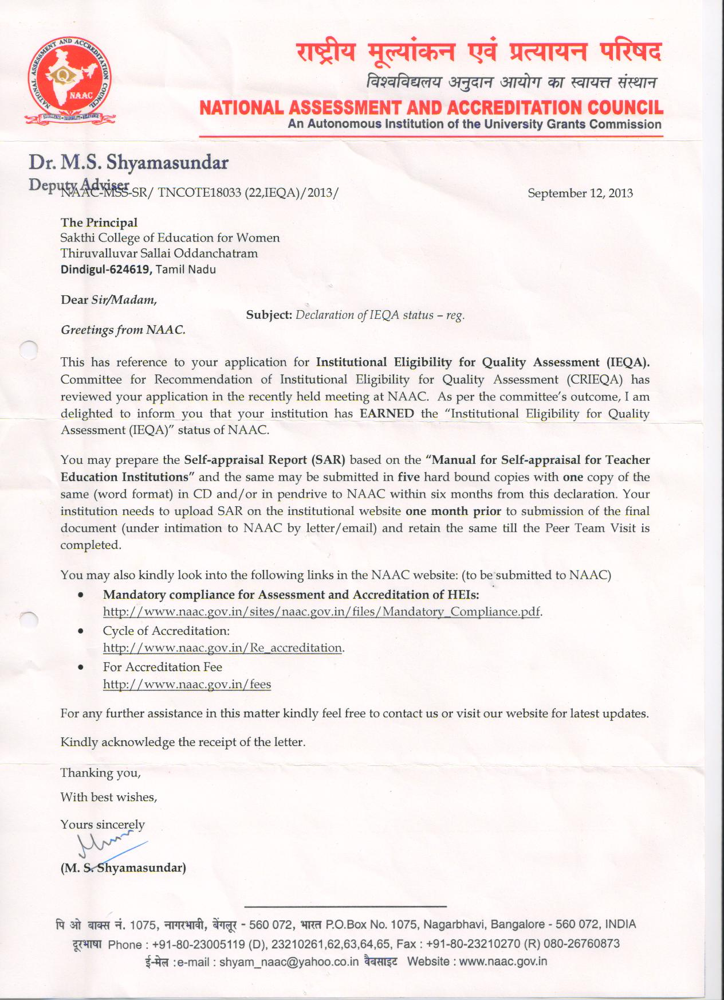 राष्ट्रीय मूल्यांकन एवं प्रत्यायन परिषद
विश्वविद्यालय अनुदान आयोग का स्वायत्त संस्थान
NATIONAL ASSESSMENT AND ACCREDITATION COUNCIL
An Autonomous Institution of the University Grants Commission
NATIONAL ASSESSMENT AND ACCREDITATION COUNCIL
Q
NAAC
EXCELLENCE • CREDIBILITY • RELEVANCE
Dr. M.S. Shyamasundar
Deputy Adviser
NAAC-MSS-SR/ TNCOTE18033 (22,IEQA)/2013/ September 12, 2013
The Principal
Sakthi College of Education for Women
Thiruvalluvar Sallai Oddanchatram
Dindigul-624619, Tamil Nadu
Dear Sir/Madam,
Subject: Declaration of IEQA status – reg.
Greetings from NAAC.
This has reference to your application for Institutional Eligibility for Quality Assessment (IEQA).
Committee for Recommendation of Institutional Eligibility for Quality Assessment (CRIEQA) has
reviewed your application in the recently held meeting at NAAC. As per the committee's outcome, I am
delighted to inform you that your institution has EARNED the "Institutional Eligibility for Quality
Assessment (IEQA)" status of NAAC.
You may prepare the Self-appraisal Report (SAR) based on the "Manual for Self-appraisal for Teacher
Education Institutions" and the same may be submitted in five hard bound copies with one copy of the
same (word format) in CD and/or in pendrive to NAAC within six months from this declaration. Your
institution needs to upload SAR on the institutional website one month prior to submission of the final
document (under intimation to NAAC by letter/email) and retain the same till the Peer Team Visit is
completed.
You may also kindly look into the following links in the NAAC website: (to be submitted to NAAC)
• Mandatory compliance for Assessment and Accreditation of HEIs:
http://www.naac.gov.in/sites/naac.gov.in/files/Mandatory_Compliance.pdf.
• Cycle of Accreditation:
http://www.naac.gov.in/Re_accreditation.
• For Accreditation Fee
http://www.naac.gov.in/fees
For any further assistance in this matter kindly feel free to contact us or visit our website for latest updates.
Kindly acknowledge the receipt of the letter.
Thanking you,
With best wishes,
Yours sincerely
(M. S. Shyamasundar)
पि ओ बाक्स नं. 1075, नागरभावी, बेंगलूर - 560 072, भारत P.O.Box No. 1075, Nagarbhavi, Bangalore - 560 072, INDIA
दूरभाषा Phone : +91-80-23005119 (D), 23210261,62,63,64,65, Fax : +91-80-23210270 (R) 080-26760873
ई-मेल :e-mail : shyam_naac@yahoo.co.in वैबसाइट Website : www.naac.gov.in